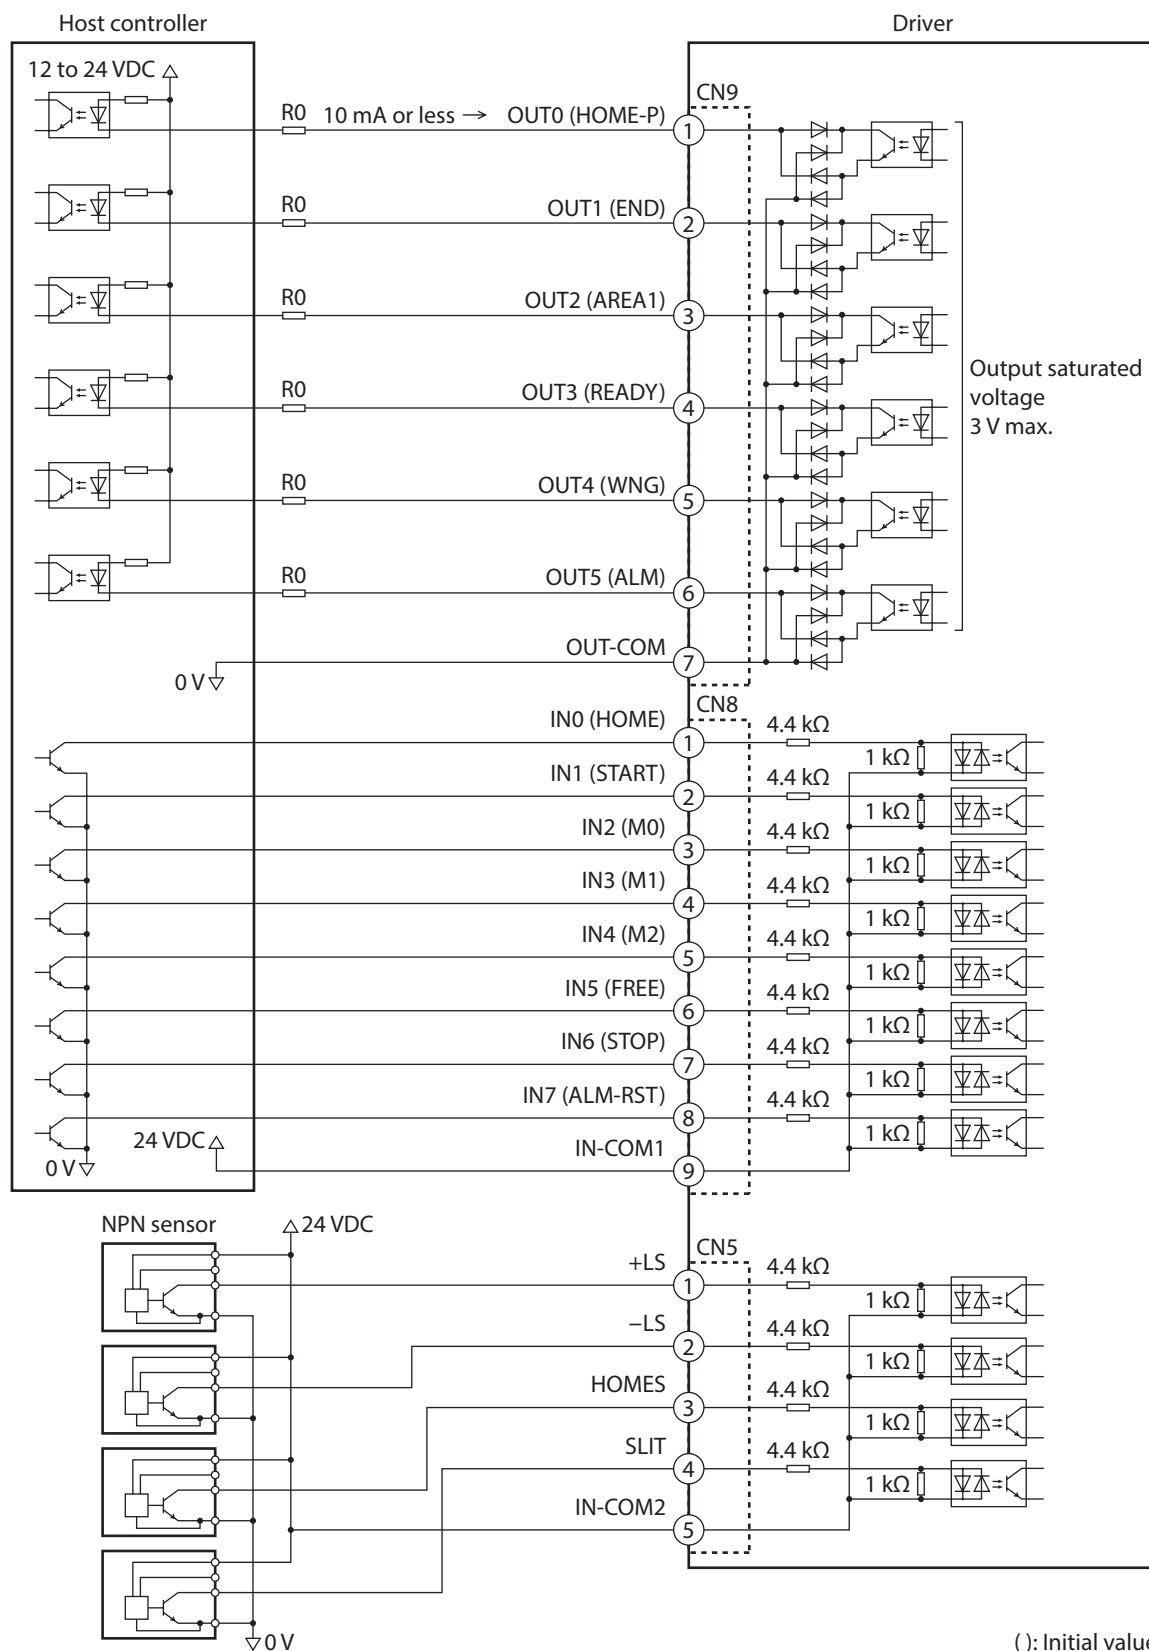 Host controller
Driver
12 to 24 VDC
CN9
R0 10 mA or less → OUT0 (HOME-P)
1
R0
OUT1 (END)
2
R0
OUT2 (AREA1)
3
Output saturated
voltage
3 V max.
R0
OUT3 (READY)
4
R0
OUT4 (WNG)
5
R0
OUT5 (ALM)
6
OUT-COM
7
0 V
CN8
IN0 (HOME)
1
4.4 kΩ
1 kΩ
IN1 (START)
2
4.4 kΩ
1 kΩ
IN2 (M0)
3
4.4 kΩ
1 kΩ
IN3 (M1)
4
4.4 kΩ
1 kΩ
IN4 (M2)
5
4.4 kΩ
1 kΩ
IN5 (FREE)
6
4.4 kΩ
1 kΩ
IN6 (STOP)
7
4.4 kΩ
1 kΩ
IN7 (ALM-RST)
8
4.4 kΩ
1 kΩ
24 VDC
IN-COM1
9
0 V
NPN sensor
24 VDC
CN5
+LS
1
4.4 kΩ
1 kΩ
−LS
2
4.4 kΩ
1 kΩ
HOMES
3
4.4 kΩ
1 kΩ
SLIT
4
4.4 kΩ
1 kΩ
IN-COM2
5
0 V
( ): Initial value